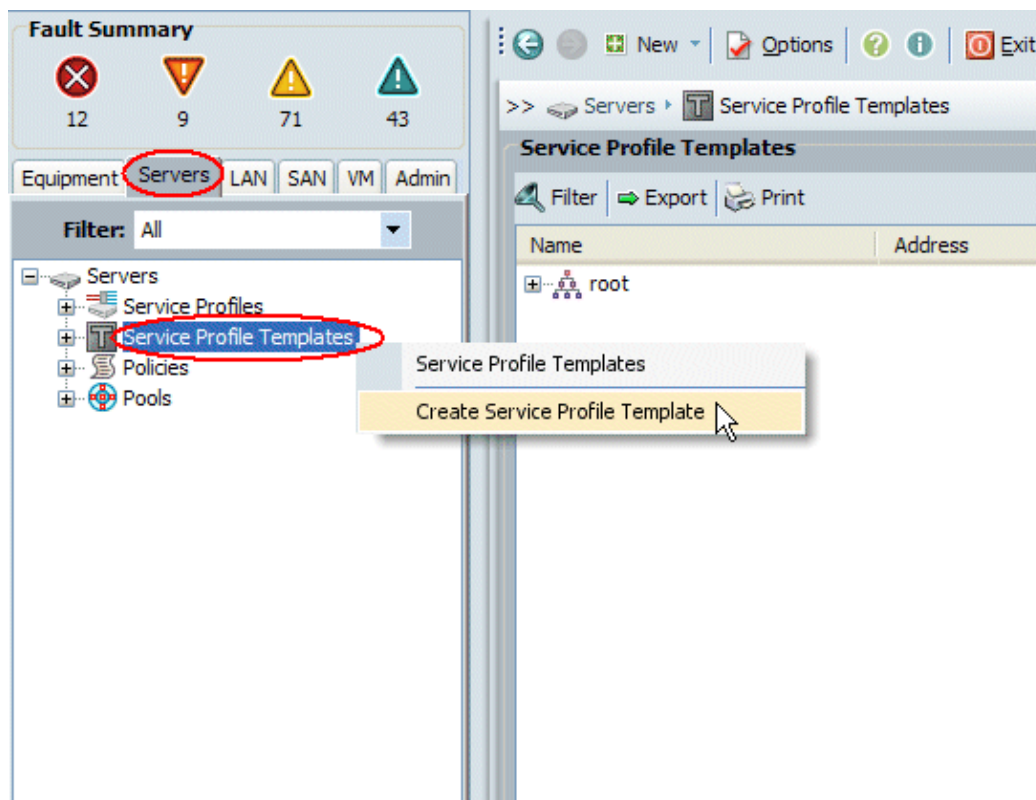 Fault Summary
12 9 71 43
Equipment Servers LAN SAN VM Admin
Filter: All
Servers
Service Profiles
Service Profile Templates
Policies
Pools
New Options ? i Exit
>> Servers Service Profile Templates
Service Profile Templates
Filter Export Print
Name Address
root
Service Profile Templates
Create Service Profile Template